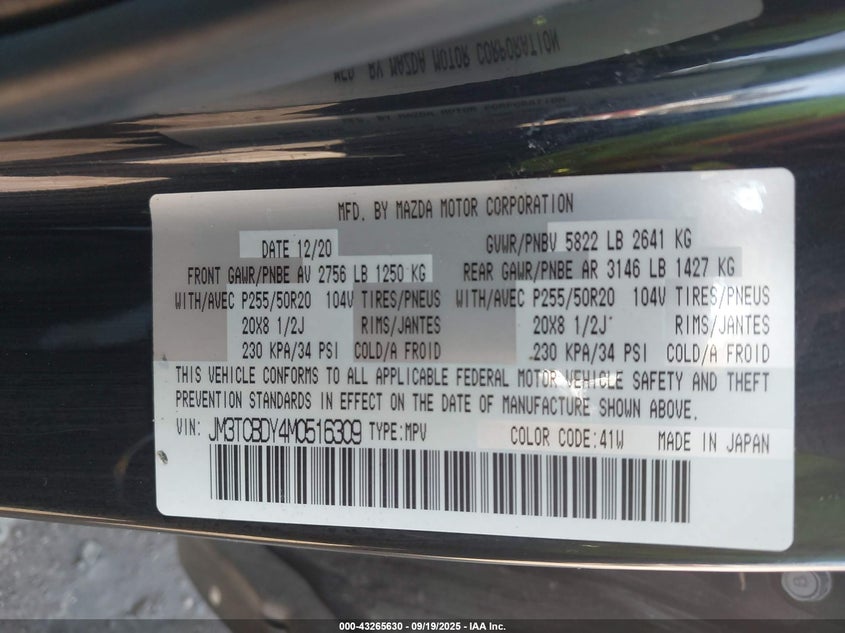 MFD. BY MAZDA MOTOR CORPORATION
DATE 12/20 GVWR/PNBV 5822 LB 2641 KG
FRONT GAWR/PNBE AV 2756 LB 1250 KG REAR GAWR/PNBE AR 3146 LB 1427 KG
WITH/AVEC P255/50R20 104V TIRES/PNEUS WITH/AVEC P255/50R20 104V TIRES/PNEUS
20X8 1/2J RIMS/JANTES 20X8 1/2J RIMS/JANTES
230 KPA/34 PSI COLD/A FROID 230 KPA/34 PSI COLD/A FROID
THIS VEHICLE CONFORMS TO ALL APPLICABLE FEDERAL MOTOR VEHICLE SAFETY AND THEFT
PREVENTION STANDARDS IN EFFECT ON THE DATE OF MANUFACTURE SHOWN ABOVE.
VIN: JM3TCBDY4M0516309 TYPE:MPV COLOR CODE:41W MADE IN JAPAN
000-43265630 - 09/19/2025 - IAA Inc.